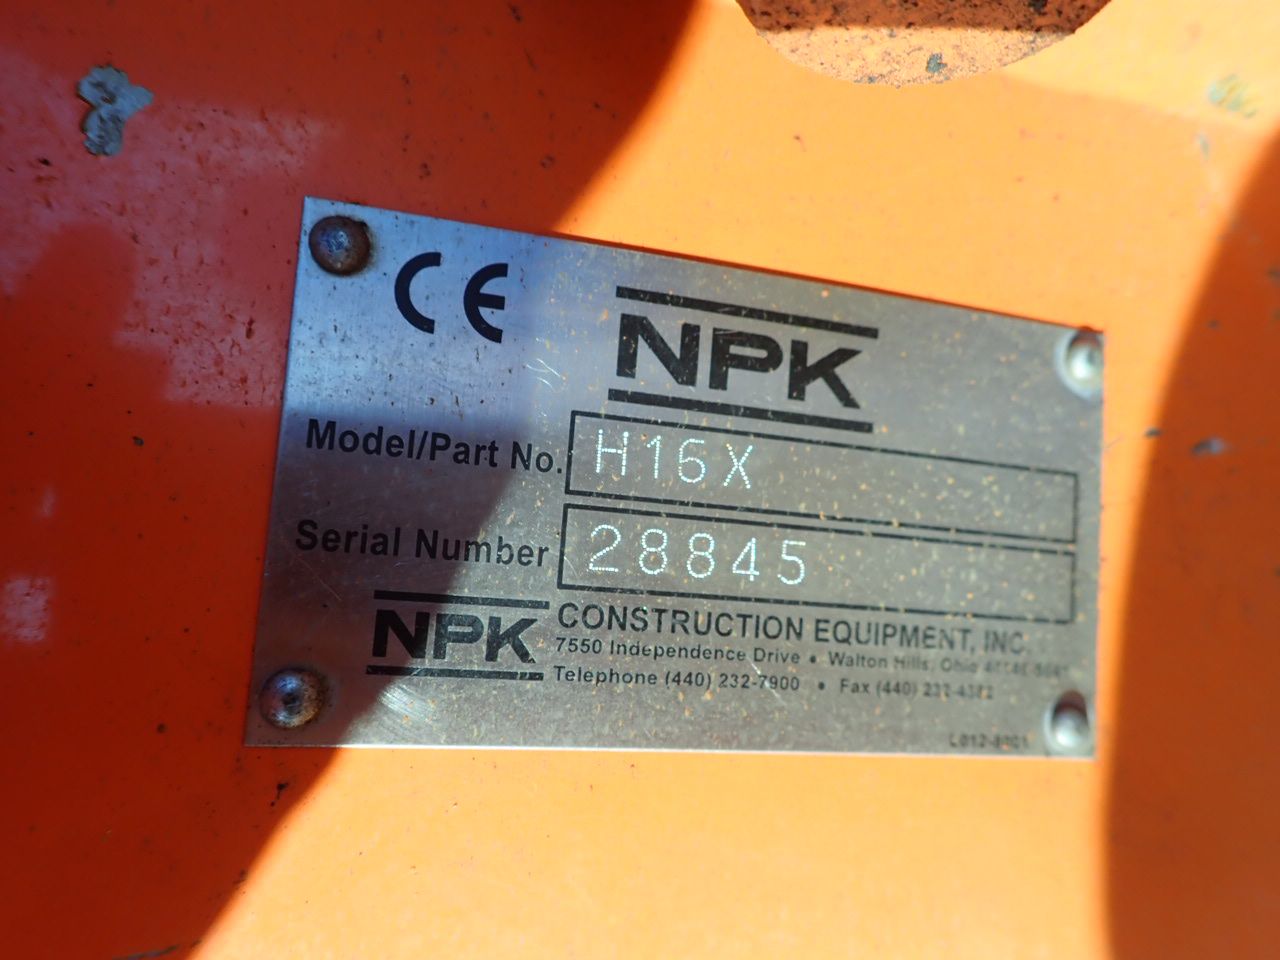 CE
NPK
Model/Part No. H16X
Serial Number 28845
NPK CONSTRUCTION EQUIPMENT, INC.
7550 Independence Drive • Walton Hills, Ohio
Telephone (440) 232-7900 • Fax (440)